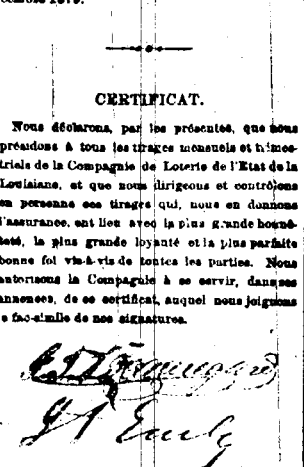 CERTIFICAT.
Nous déclarons, par les présentes, que nous
présidons à tous les tirages mensuels et trimes-
triels de la Compagnie de Loterie de l'Etat de la
Louisiane, et que nous dirigeons et contrôlons
en personne ces tirages qui, nous en donnons
l'assurance, ont lieu avec la plus grande honnê-
teté, la plus grande loyauté et la plus parfaite
bonne foi vis-à-vis de toutes les parties. Nous
autorisons la Compagnie à se servir, dans ses
annonces, de ce certificat, auquel nous joignons
le fac-simile de nos signatures.
G T Beauregard
J A Early